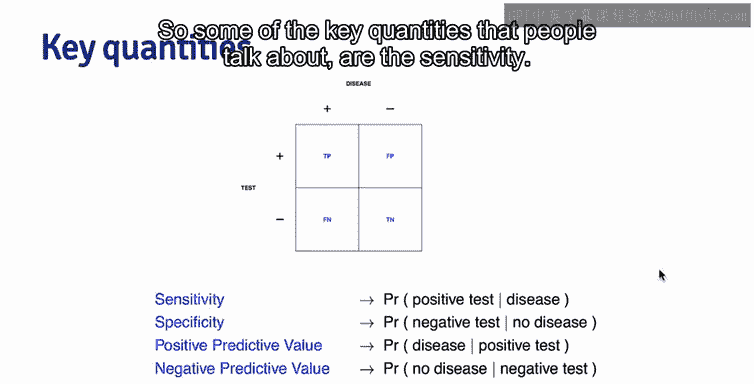 So some of the key quantities that people
talk about, are the sensitivity.
Key quantities
DISEASE
+ −
+ TP FP
TEST
− FN TN
Sensitivity → Pr ( positive test | disease )
Specificity → Pr ( negative test | no disease )
Positive Predictive Value → Pr ( disease | positive test )
Negative Predictive Value → Pr ( no disease | negative test )